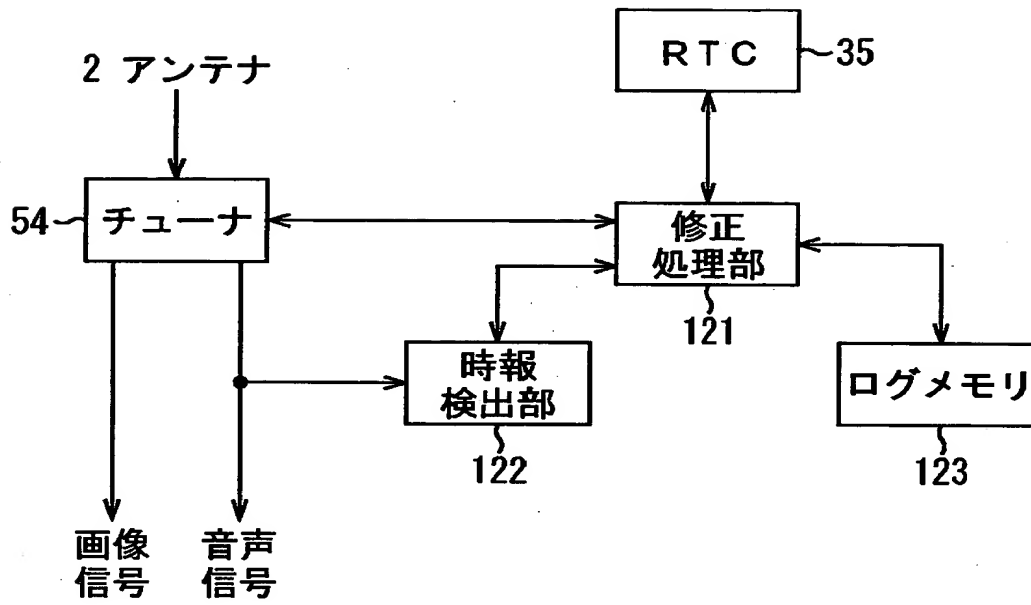 2 アンテナ
RTC
35
54
チューナ
修正
処理部
121
時報
検出部
122
ログメモリ
123
画像
信号
音声
信号